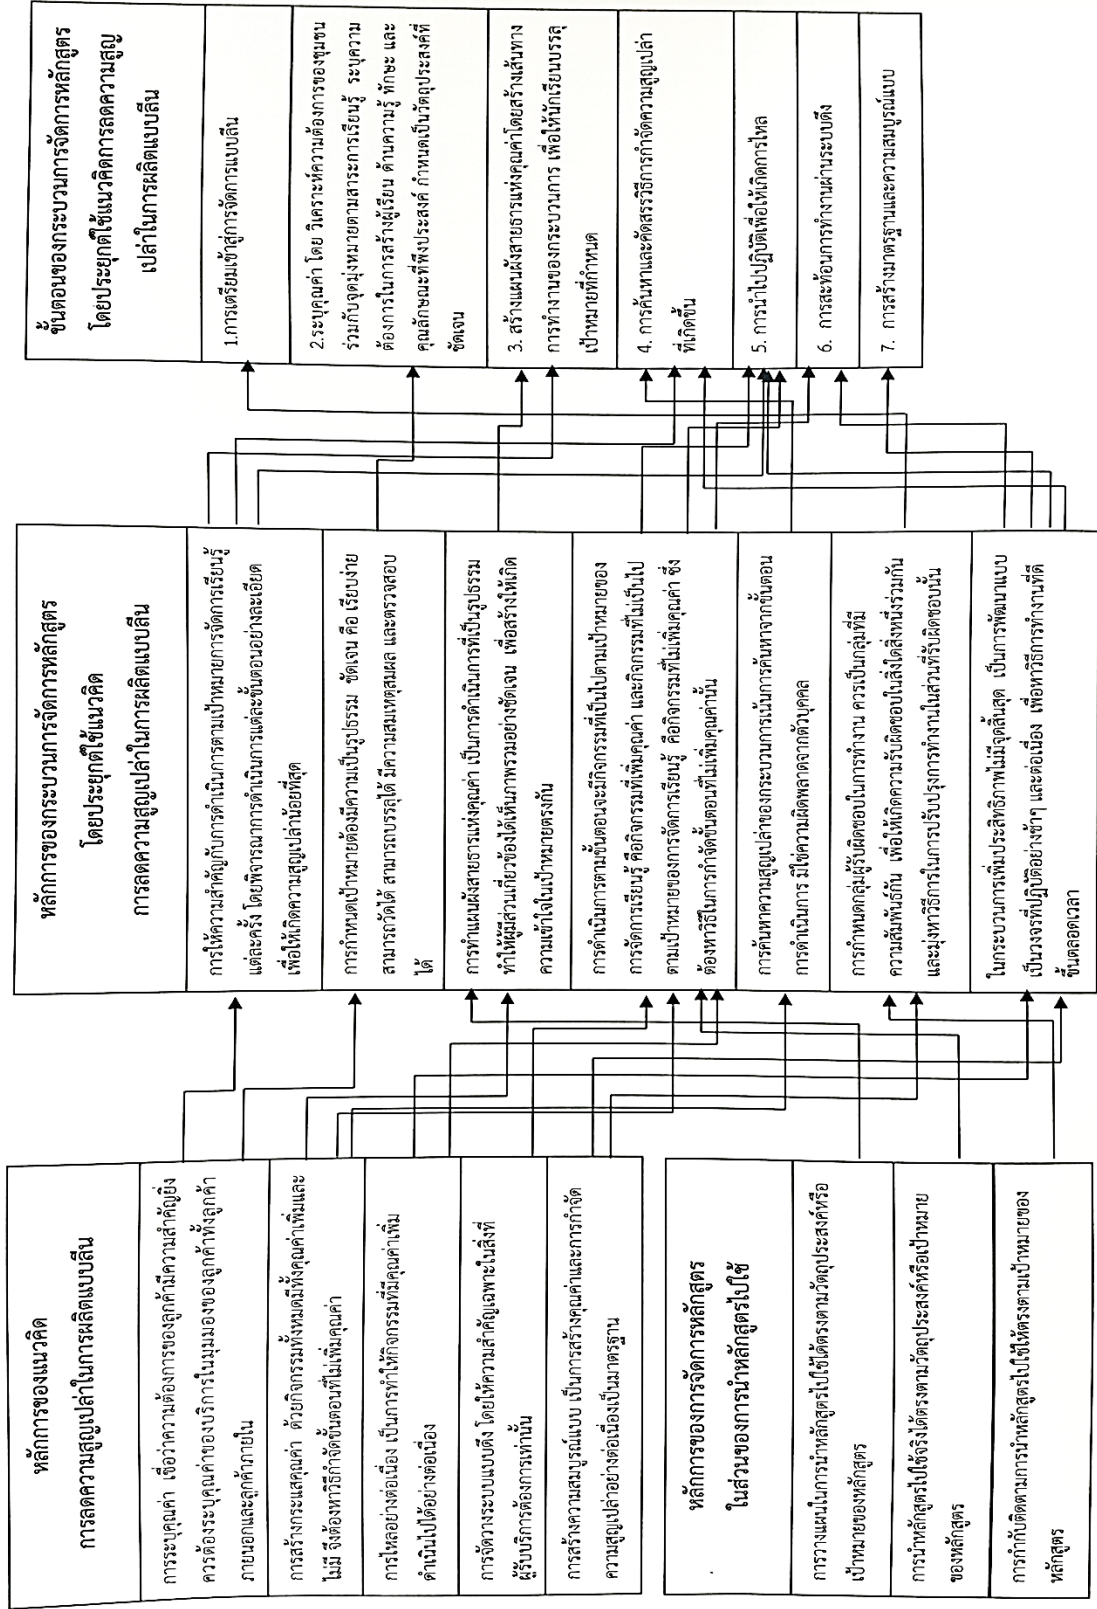 หลักการของแนวคิด
การลดความสูญเปล่าในการผลิตแบบลีน
การระบุคุณค่า เชื่อว่าความต้องการของลูกค้ามีความสำคัญยิ่ง
ควรต้องระบุคุณค่าของบริการในมุมมองของลูกค้าทั้งลูกค้า
ภายนอกและลูกค้าภายใน
การสร้างกระแสคุณค่า ด้วยกิจกรรมทั้งหมดมีทั้งคุณค่าเพิ่มและ
ไม่มี จึงต้องหาวิธีกำจัดขั้นตอนที่ไม่เพิ่มคุณค่า
การไหลอย่างต่อเนื่อง เป็นการทำให้กิจกรรมที่มีคุณค่าเพิ่ม
ดำเนินไปได้อย่างต่อเนื่อง
การจัดวางระบบแบบดึง โดยให้ความสำคัญเฉพาะในสิ่งที่
ผู้รับบริการต้องการเท่านั้น
การสร้างความสมบูรณ์แบบ เป็นการสร้างคุณค่าและการกำจัด
ความสูญเปล่าอย่างต่อเนื่องเป็นมาตรฐาน
หลักการของการจัดการหลักสูตร
ในส่วนของการนำหลักสูตรไปใช้
การวางแผนในการนำหลักสูตรไปใช้ได้ตรงตามวัตถุประสงค์หรือ
เป้าหมายของหลักสูตร
การนำหลักสูตรไปใช้จริงได้ตรงตามวัตถุประสงค์หรือเป้าหมาย
ของหลักสูตร
การกำกับติดตามการนำหลักสูตรไปใช้ให้ตรงตามเป้าหมายของ
หลักสูตร
หลักการของกระบวนการจัดการหลักสูตร
โดยประยุกต์ใช้แนวคิด
การลดความสูญเปล่าในการผลิตแบบลีน
การให้ความสำคัญกับการดำเนินการตามเป้าหมายการจัดการเรียนรู้
แต่ละครั้ง โดยพิจารณาการดำเนินการแต่ละขั้นตอนอย่างละเอียด
เพื่อให้เกิดความสูญเปล่าน้อยที่สุด
การกำหนดเป้าหมายต้องมีความเป็นรูปธรรม ชัดเจน คือ เรียบง่าย
สามารถวัดได้ สามารถบรรลุได้ มีความสมเหตุสมผล และตรวจสอบ
ได้
การทำแผนผังสายธารแห่งคุณค่า เป็นการดำเนินการที่เป็นรูปธรรม
ทำให้ผู้มีส่วนเกี่ยวข้องได้เห็นภาพรวมอย่างชัดเจน เพื่อสร้างให้เกิด
ความเข้าใจในเป้าหมายตรงกัน
การดำเนินการตามขั้นตอนจะมีกิจกรรมที่เป็นไปตามเป้าหมายของ
การจัดการเรียนรู้ คือกิจกรรมที่เพิ่มคุณค่า และกิจกรรมที่ไม่เป็นไป
ตามเป้าหมายของการจัดการเรียนรู้ คือกิจกรรมที่ไม่เพิ่มคุณค่า ซึ่ง
ต้องหาวิธีในการกำจัดขั้นตอนที่ไม่เพิ่มคุณค่านั้น
การค้นหาความสูญเปล่าของกระบวนการเน้นการค้นหาจากขั้นตอน
การดำเนินการ มิใช่ความผิดพลาดจากตัวบุคคล
การกำหนดกลุ่มผู้รับผิดชอบในการทำงาน ควรเป็นกลุ่มที่มี
ความสัมพันธ์กัน เพื่อให้เกิดความรับผิดชอบในสิ่งใดสิ่งหนึ่งร่วมกัน
และมุ่งหาวิธีการในการปรับปรุงการทำงานในส่วนที่รับผิดชอบนั้น
ในกระบวนการเพิ่มประสิทธิภาพไม่มีจุดสิ้นสุด เป็นการพัฒนาแบบ
เป็นวงจรที่ปฏิบัติอย่างซ้ำๆ และต่อเนื่อง เพื่อหาวิธีการทำงานที่ดี
ขึ้นตลอดเวลา
ขั้นตอนของกระบวนการจัดการหลักสูตร
โดยประยุกต์ใช้แนวคิดการลดความสูญ
เปล่าในการผลิตแบบลีน
1.การเตรียมเข้าสู่การจัดการแบบลีน
2.ระบุคุณค่า โดย วิเคราะห์ความต้องการของชุมชน
ร่วมกับจุดมุ่งหมายตามสาระการเรียนรู้ ระบุความ
ต้องการในการสร้างผู้เรียน ด้านความรู้ ทักษะ และ
คุณลักษณะที่พึงประสงค์ กำหนดเป็นวัตถุประสงค์ที่
ชัดเจน
3. สร้างแผนผังสายธารแห่งคุณค่าโดยสร้างเส้นทาง
การทำงานของกระบวนการ เพื่อให้นักเรียนบรรลุ
เป้าหมายที่กำหนด
4. การค้นหาและคัดสรรวิธีการกำจัดความสูญเปล่า
ที่เกิดขึ้น
5. การนำไปปฏิบัติเพื่อให้เกิดการไหล
6. การสะท้อนการทำงานผ่านระบบดึง
7. การสร้างมาตรฐานและความสมบูรณ์แบบ